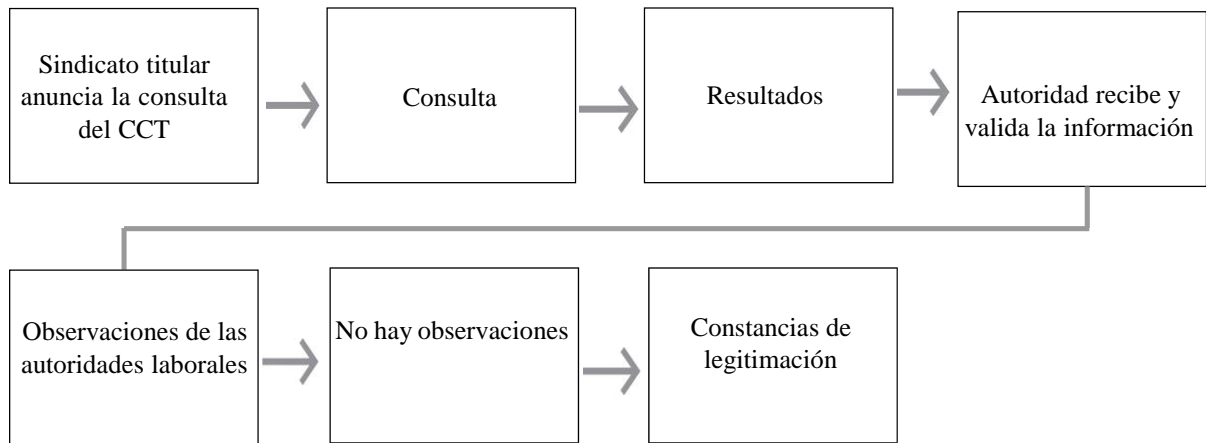 Sindicato titular
anuncia la consulta
del CCT
Consulta
Resultados
Autoridad recibe y
valida la información
Observaciones de las
autoridades laborales
No hay observaciones
Constancias de
legitimación